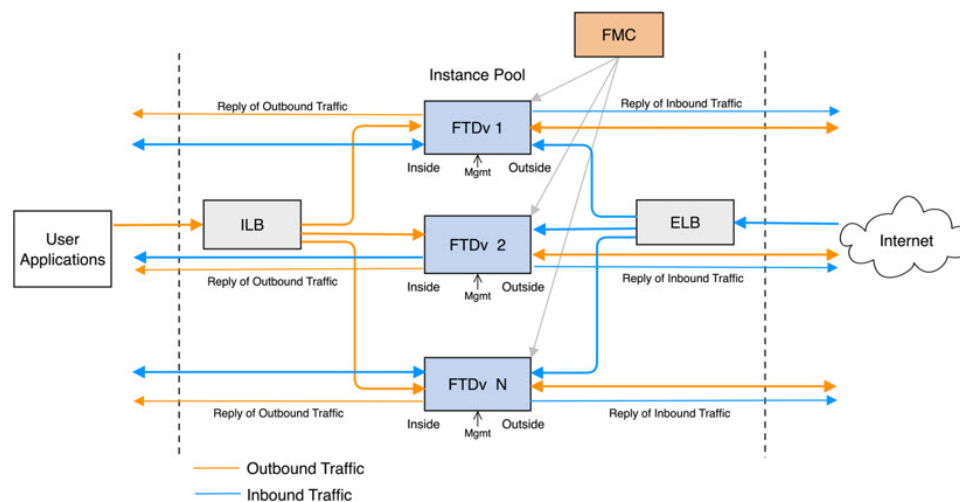 FMC
Instance Pool
Reply of Outbound Traffic
FTDv 1
Reply of Inbound Traffic
Inside
Mgmt
Outside
User
Applications
ILB
FTDv 2
ELB
Internet
Reply of Outbound Traffic
Inside
Mgmt
Outside
Reply of Inbound Traffic
FTDv N
Reply of Outbound Traffic
Inside
Mgmt
Outside
Reply of Inbound Traffic
Outbound Traffic
Inbound Traffic